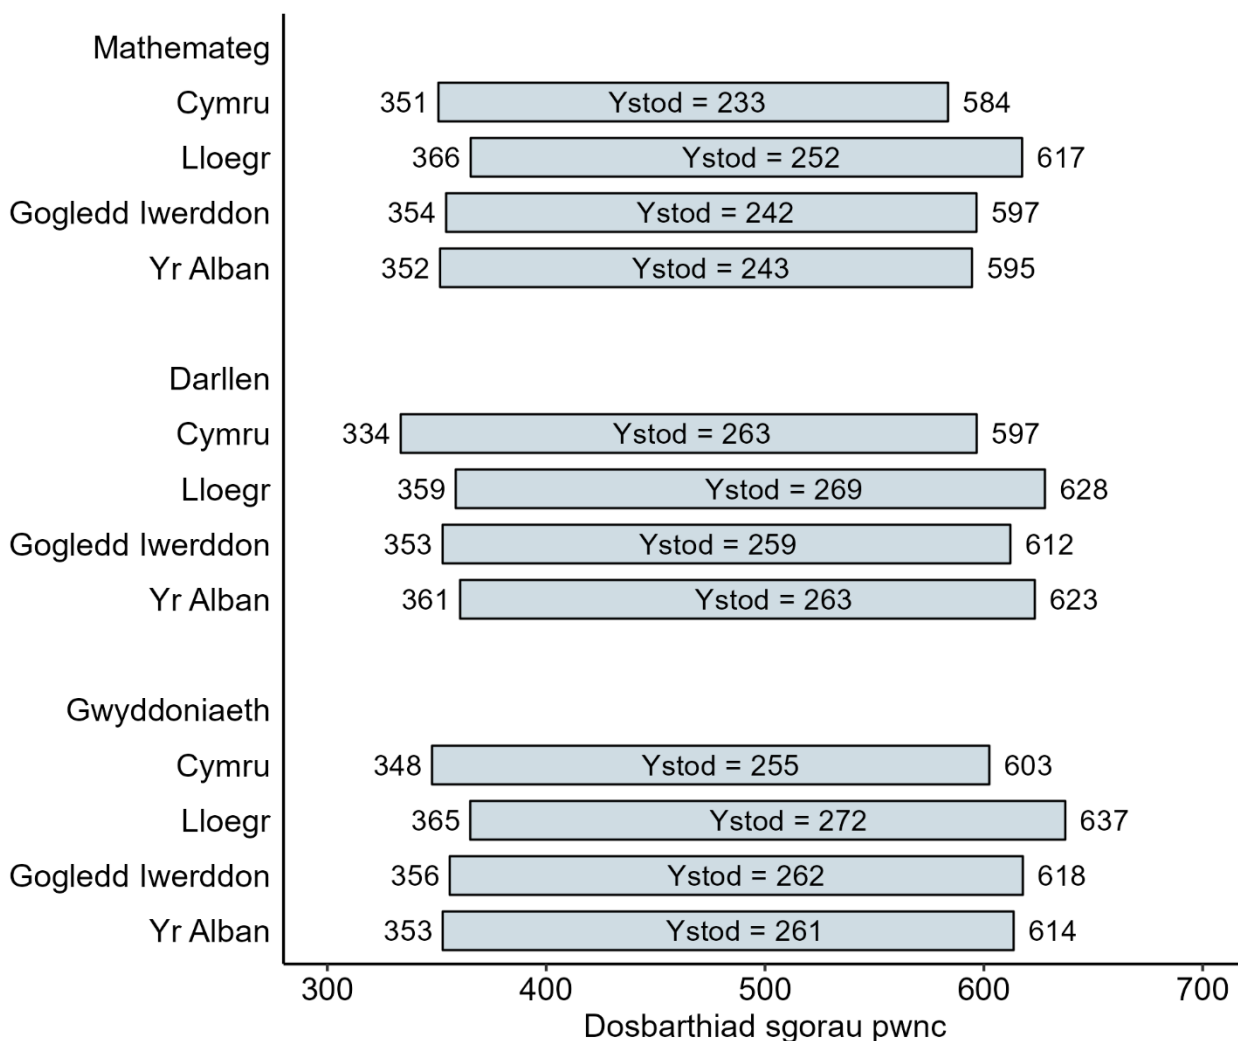 Mathemateg
Cymru 351 Ystod = 233 584
Lloegr 366 Ystod = 252 617
Gogledd Iwerddon 354 Ystod = 242 597
Yr Alban 352 Ystod = 243 595
Darllen
Cymru 334 Ystod = 263 597
Lloegr 359 Ystod = 269 628
Gogledd Iwerddon 353 Ystod = 259 612
Yr Alban 361 Ystod = 263 623
Gwyddoniaeth
Cymru 348 Ystod = 255 603
Lloegr 365 Ystod = 272 637
Gogledd Iwerddon 356 Ystod = 262 618
Yr Alban 353 Ystod = 261 614
300 400 500 600 700
Dosbarthiad sgorau pwnc